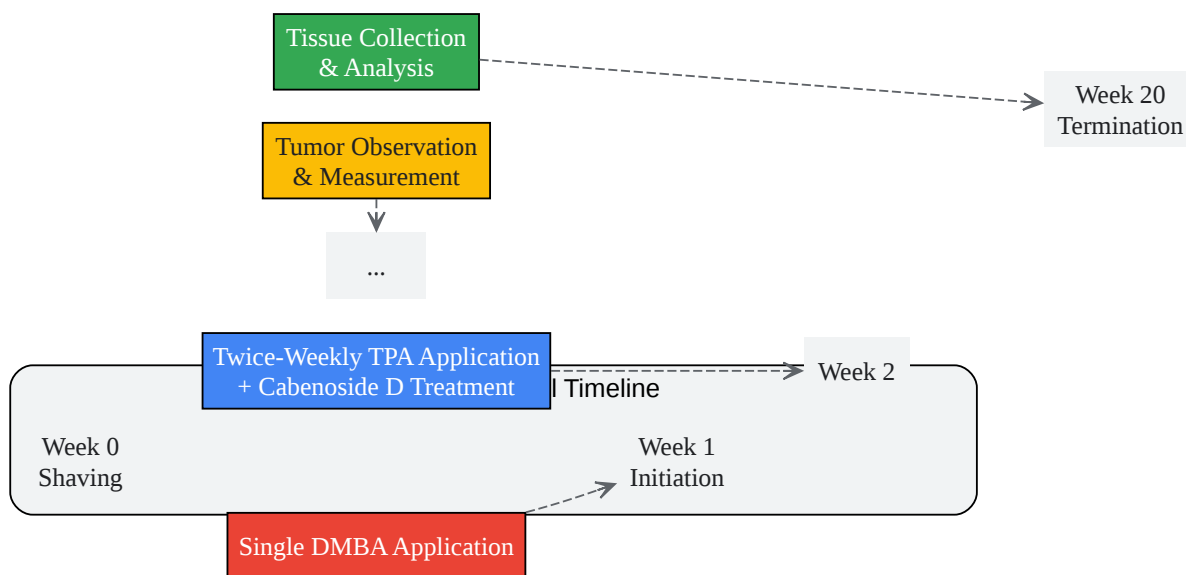 Tissue Collection
& Analysis
Week 20
Termination
Tumor Observation
& Measurement
...
Twice-Weekly TPA Application
+ Cabenoside D Treatment
l Timeline
Week 2
Week 0
Shaving
Week 1
Initiation
Single DMBA Application